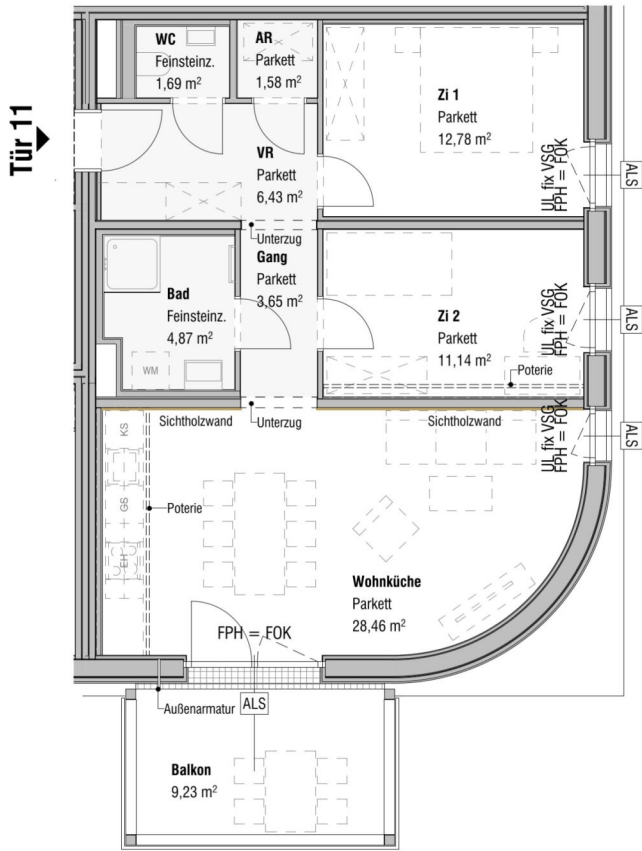 Tür 11
WC
Feinsteinz.
1,69 m²
AR
Parkett
1,58 m²
Zi 1
Parkett
12,78 m²
UL fix VSG
FPH = FOK
ALS
VR
Parkett
6,43 m²
Unterzug
Gang
Parkett
3,65 m²
Bad
Feinsteinz.
4,87 m²
WM
Zi 2
Parkett
11,14 m²
UL fix VSG
FPH = FOK
ALS
Poterie
Sichtholzwand
Unterzug
Sichtholzwand
UL fix VSG
FPH = FOK
ALS
KS
GS
EH
Poterie
Wohnküche
Parkett
28,46 m²
FPH = FOK
Außenarmatur
ALS
Balkon
9,23 m²